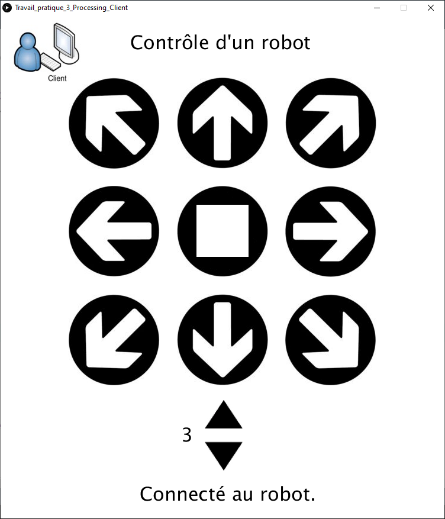 Travail_pratique_3_Processing_Client
Contrôle d'un robot
Client
3
Connecté au robot.